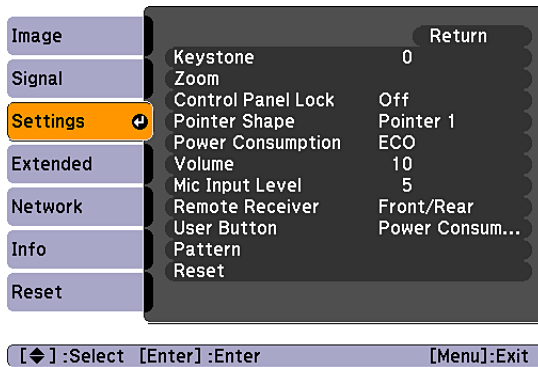 Image
Signal
Settings
Extended
Network
Info
Reset
Return
Keystone 0
Zoom
Control Panel Lock Off
Pointer Shape Pointer 1
Power Consumption ECO
Volume 10
Mic Input Level 5
Remote Receiver Front/Rear
User Button Power Consum...
Pattern
Reset
[◆] :Select [Enter] :Enter [Menu]:Exit